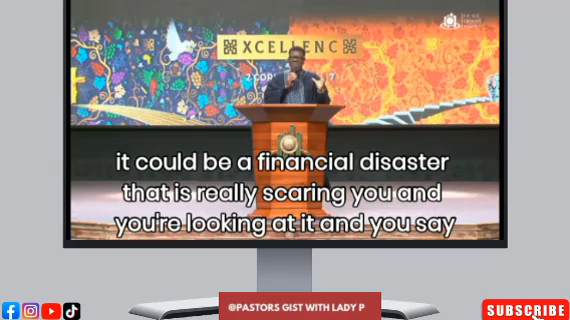 XCELLENC
it could be a financial disaster
that is really scaring you and
you're looking at it and you say
@PASTORS GIST WITH LADY P
SUBSCRIBE